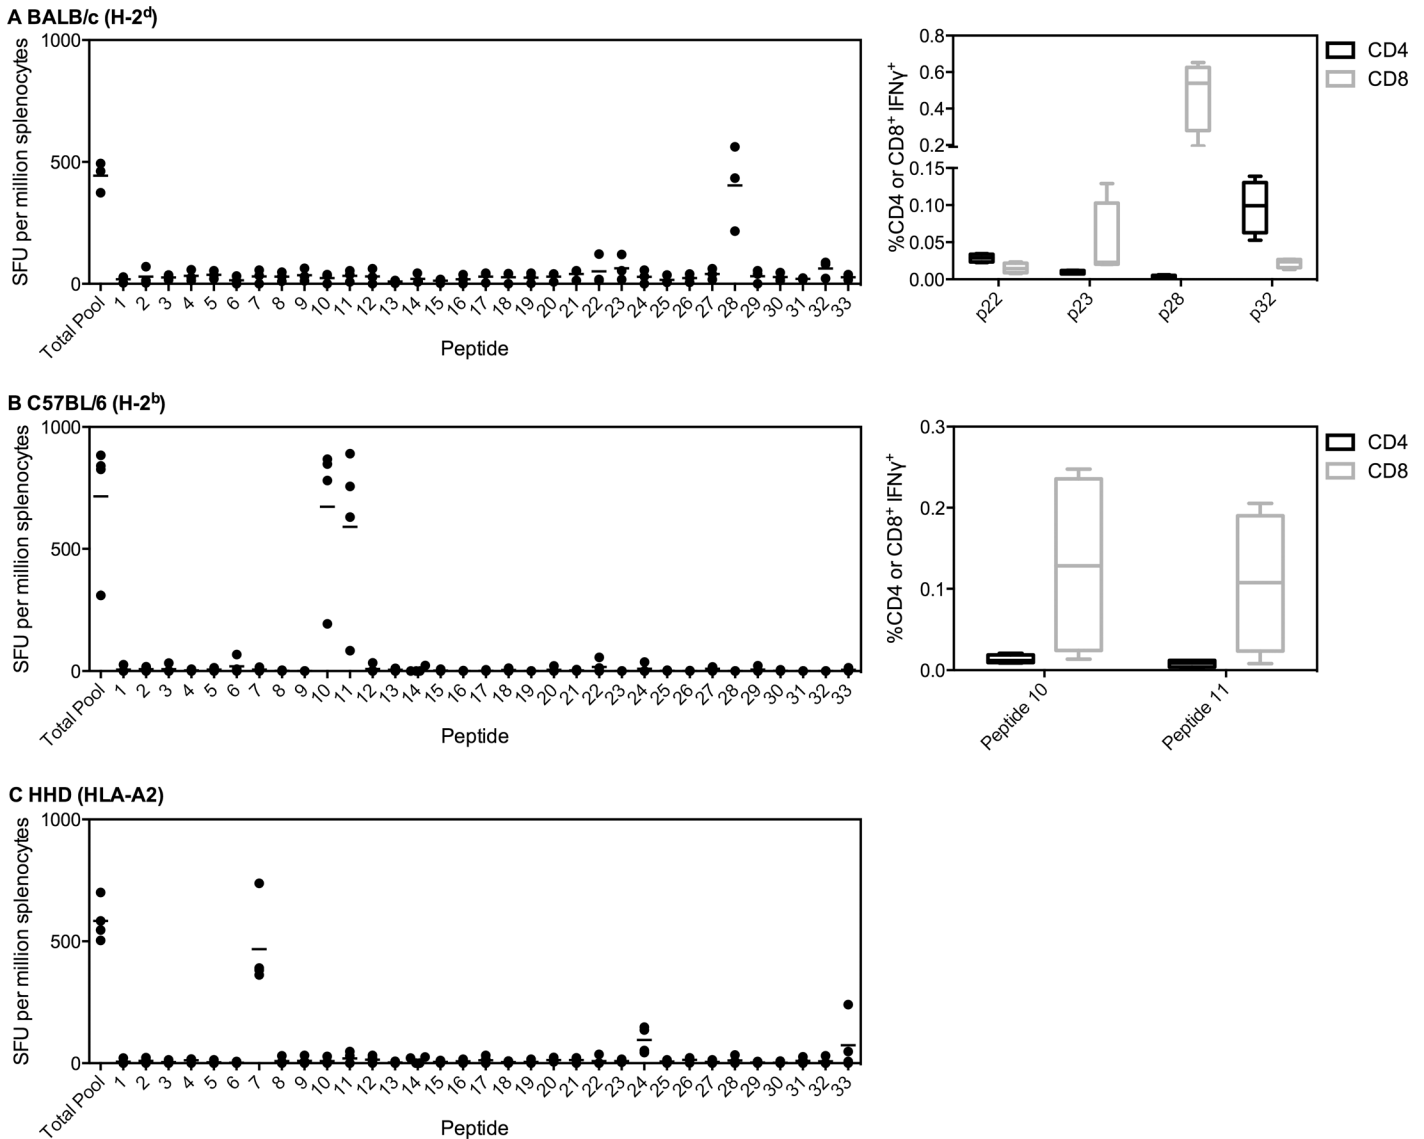 A BALB/c (H-2ᵈ)
SFU per million splenocytes
1000
500
0
Total Pool 1 2 3 4 5 6 7 8 9 10 11 12 13 14 15 16 17 18 19 20 21 22 23 24 25 26 27 28 29 30 31 32 33
Peptide
%CD4 or CD8⁺ IFNγ⁺
0.8
0.6
0.4
0.2
0.15
0.10
0.05
0.00
p22 p23 p28 p32
CD4
CD8
B C57BL/6 (H-2ᵇ)
SFU per million splenocytes
1000
500
0
Total Pool 1 2 3 4 5 6 7 8 9 10 11 12 13 14 15 16 17 18 19 20 21 22 23 24 25 26 27 28 29 30 31 32 33
Peptide
%CD4 or CD8⁺ IFNγ⁺
0.3
0.2
0.1
0.0
Peptide 10 Peptide 11
CD4
CD8
C HHD (HLA-A2)
SFU per million splenocytes
1000
500
0
Total Pool 1 2 3 4 5 6 7 8 9 10 11 12 13 14 15 16 17 18 19 20 21 22 23 24 25 26 27 28 29 30 31 32 33
Peptide